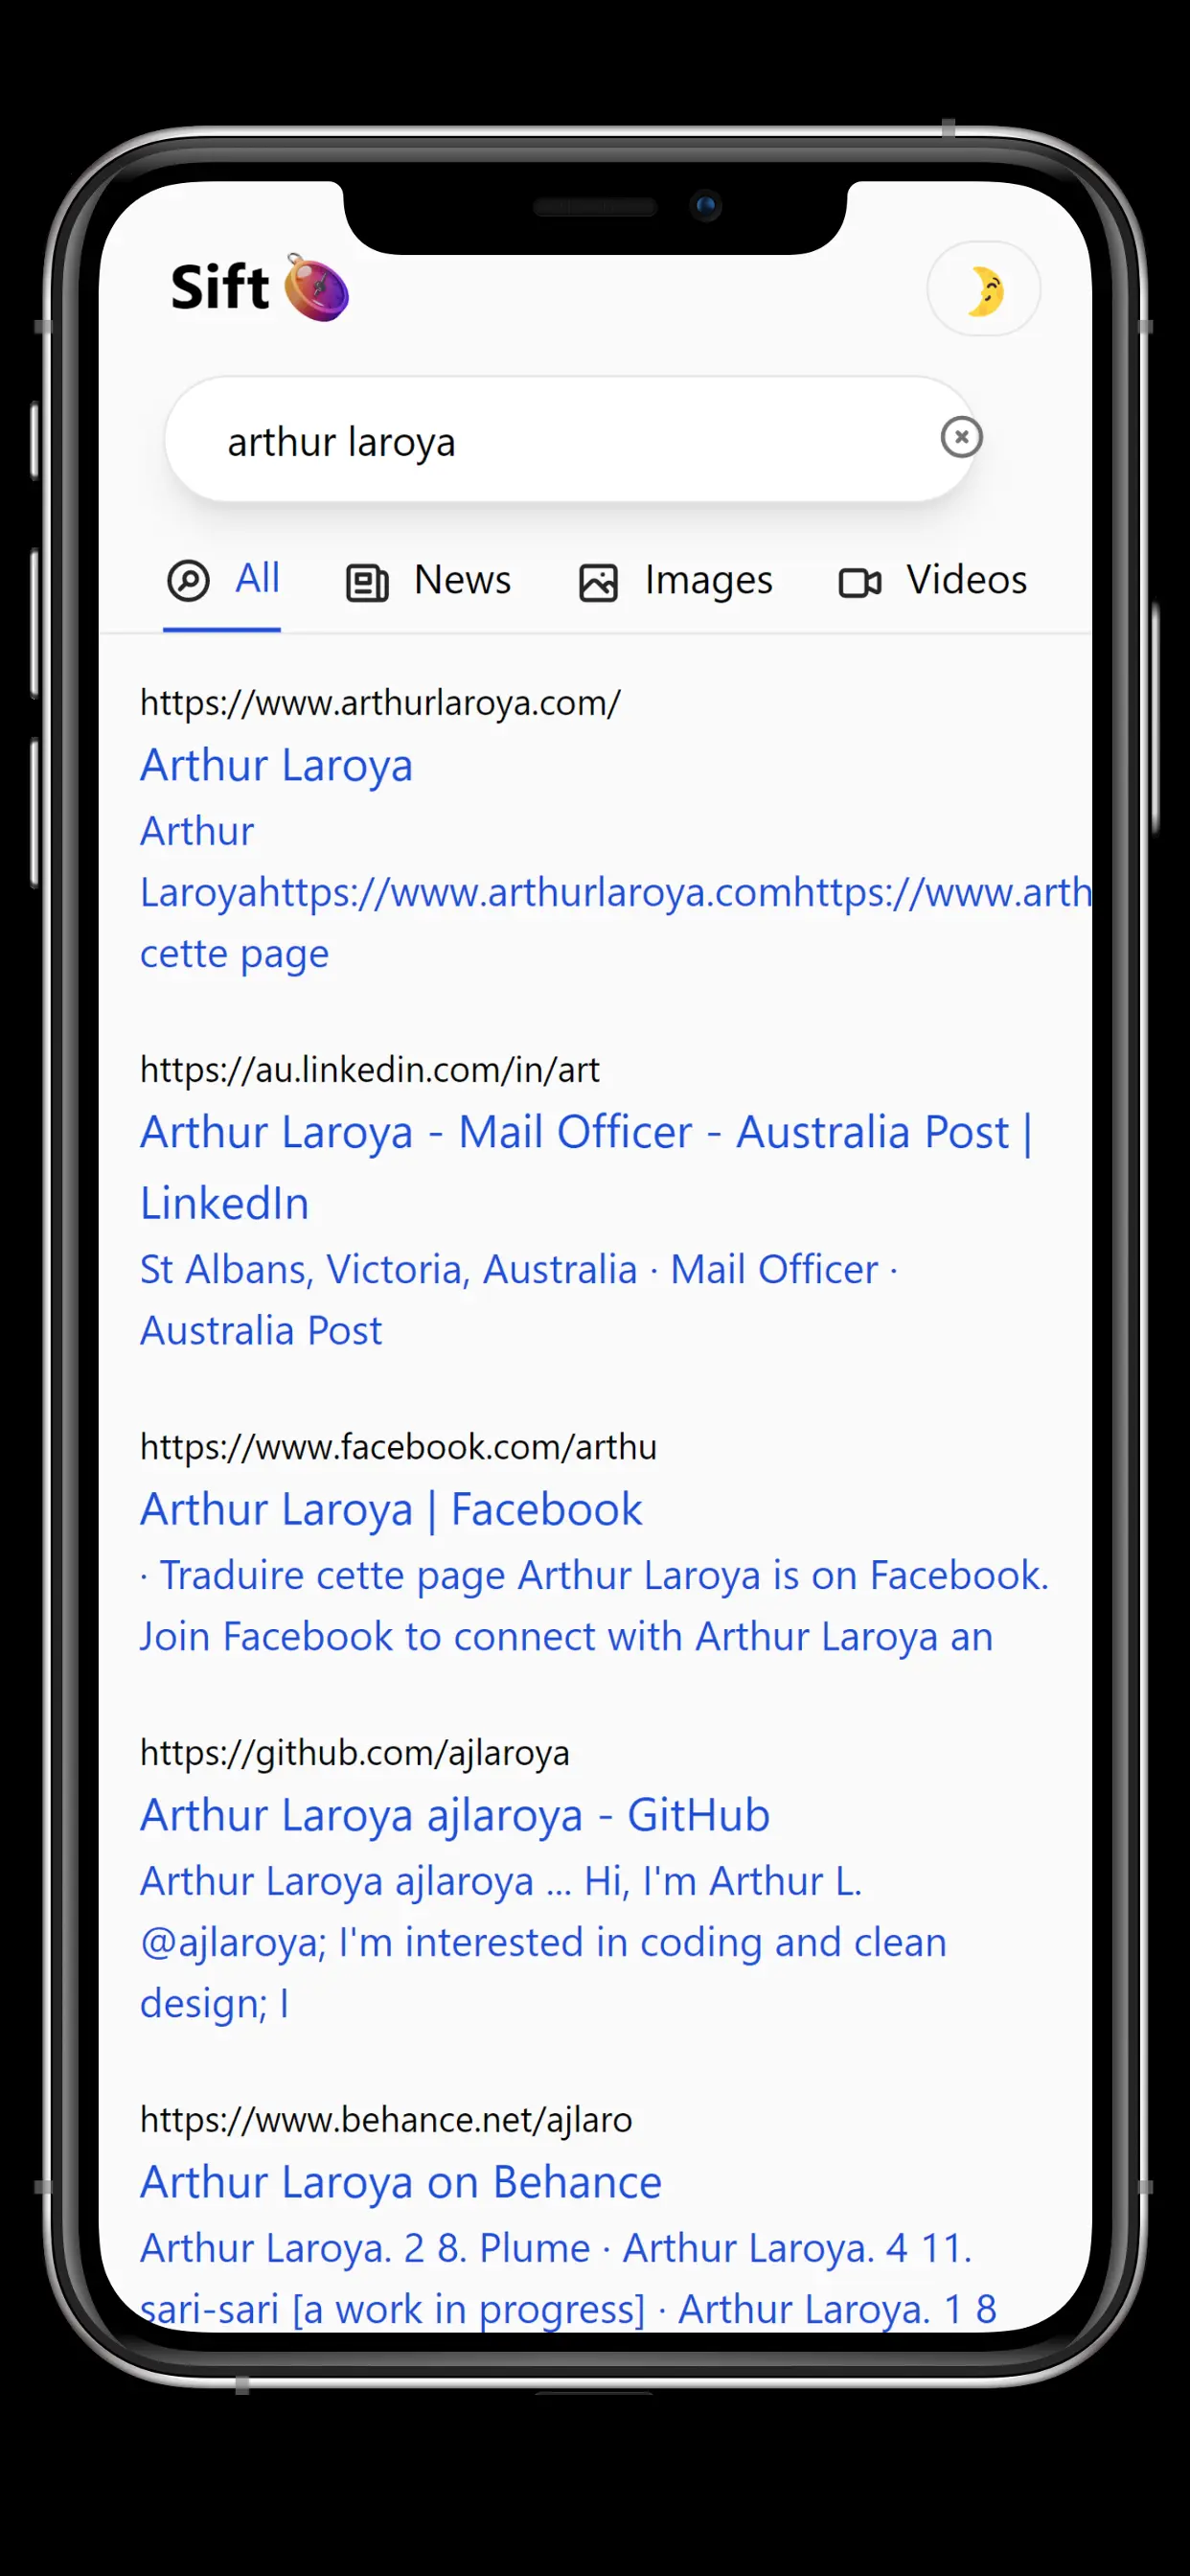 Sift
arthur laroya
All News Images Videos
https://www.arthurlaroya.com/
Arthur Laroya
Arthur
Laroyahttps://www.arthurlaroya.comhttps://www.arth
cette page
https://au.linkedin.com/in/art
Arthur Laroya - Mail Officer - Australia Post |
LinkedIn
St Albans, Victoria, Australia · Mail Officer ·
Australia Post
https://www.facebook.com/arthu
Arthur Laroya | Facebook
· Traduire cette page Arthur Laroya is on Facebook.
Join Facebook to connect with Arthur Laroya an
https://github.com/ajlaroya
Arthur Laroya ajlaroya - GitHub
Arthur Laroya ajlaroya ... Hi, I'm Arthur L.
@ajlaroya; I'm interested in coding and clean
design; I
https://www.behance.net/ajlaro
Arthur Laroya on Behance
Arthur Laroya. 2 8. Plume · Arthur Laroya. 4 11.
sari-sari [a work in progress] · Arthur Laroya. 1 8